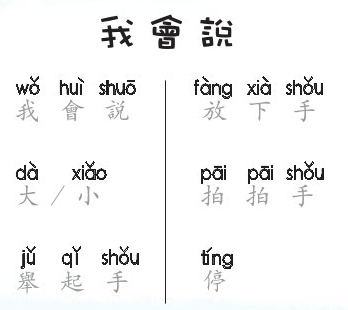 我會說
wǒ huì shuō
我 會 說
dà xiǎo
大 / 小
jǔ qǐ shǒu
舉 起 手
fàng xià shǒu
放 下 手
pāi pāi shǒu
拍 拍 手
tíng
停